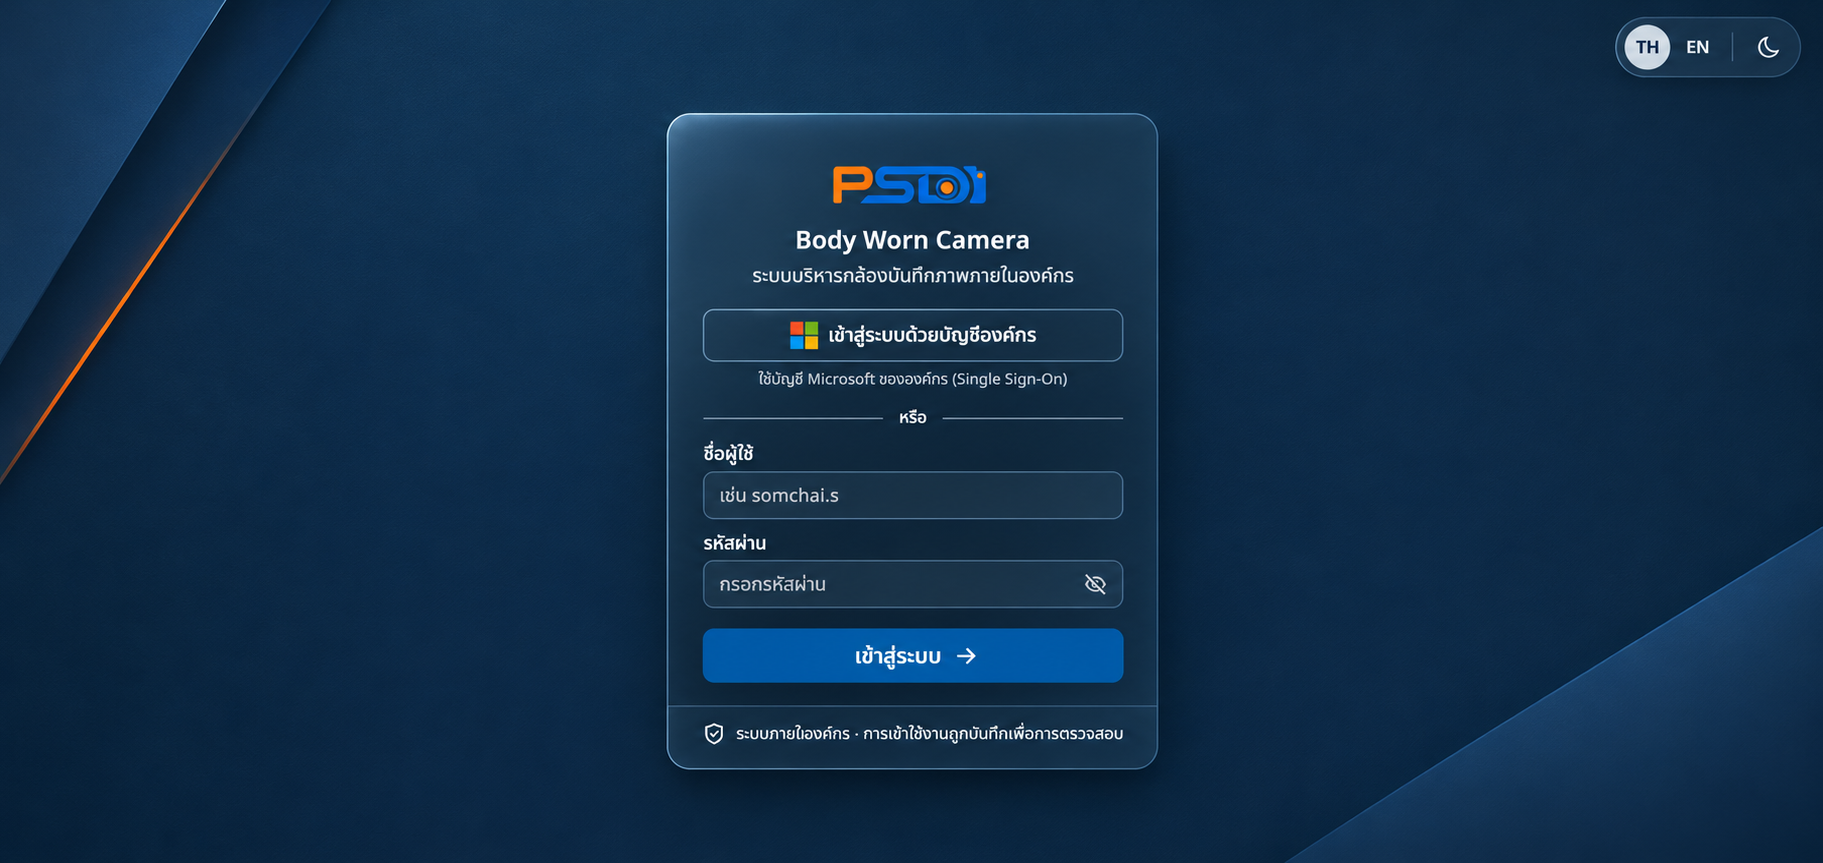 TH EN
PSDi
Body Worn Camera
ระบบบริหารกล้องบันทึกภาพภายในองค์กร
เข้าสู่ระบบด้วยบัญชีองค์กร
ใช้บัญชี Microsoft ขององค์กร (Single Sign-On)
หรือ
ชื่อผู้ใช้
เช่น somchai.s
รหัสผ่าน
กรอกรหัสผ่าน
เข้าสู่ระบบ
ระบบภายในองค์กร · การเข้าใช้งานถูกบันทึกเพื่อการตรวจสอบ